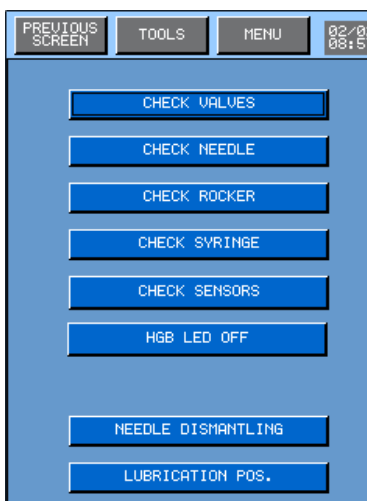 PREVIOUS
SCREEN
TOOLS
MENU
CHECK VALVES
CHECK NEEDLE
CHECK ROCKER
CHECK SYRINGE
CHECK SENSORS
HGB LED OFF
NEEDLE DISMANTLING
LUBRICATION POS.